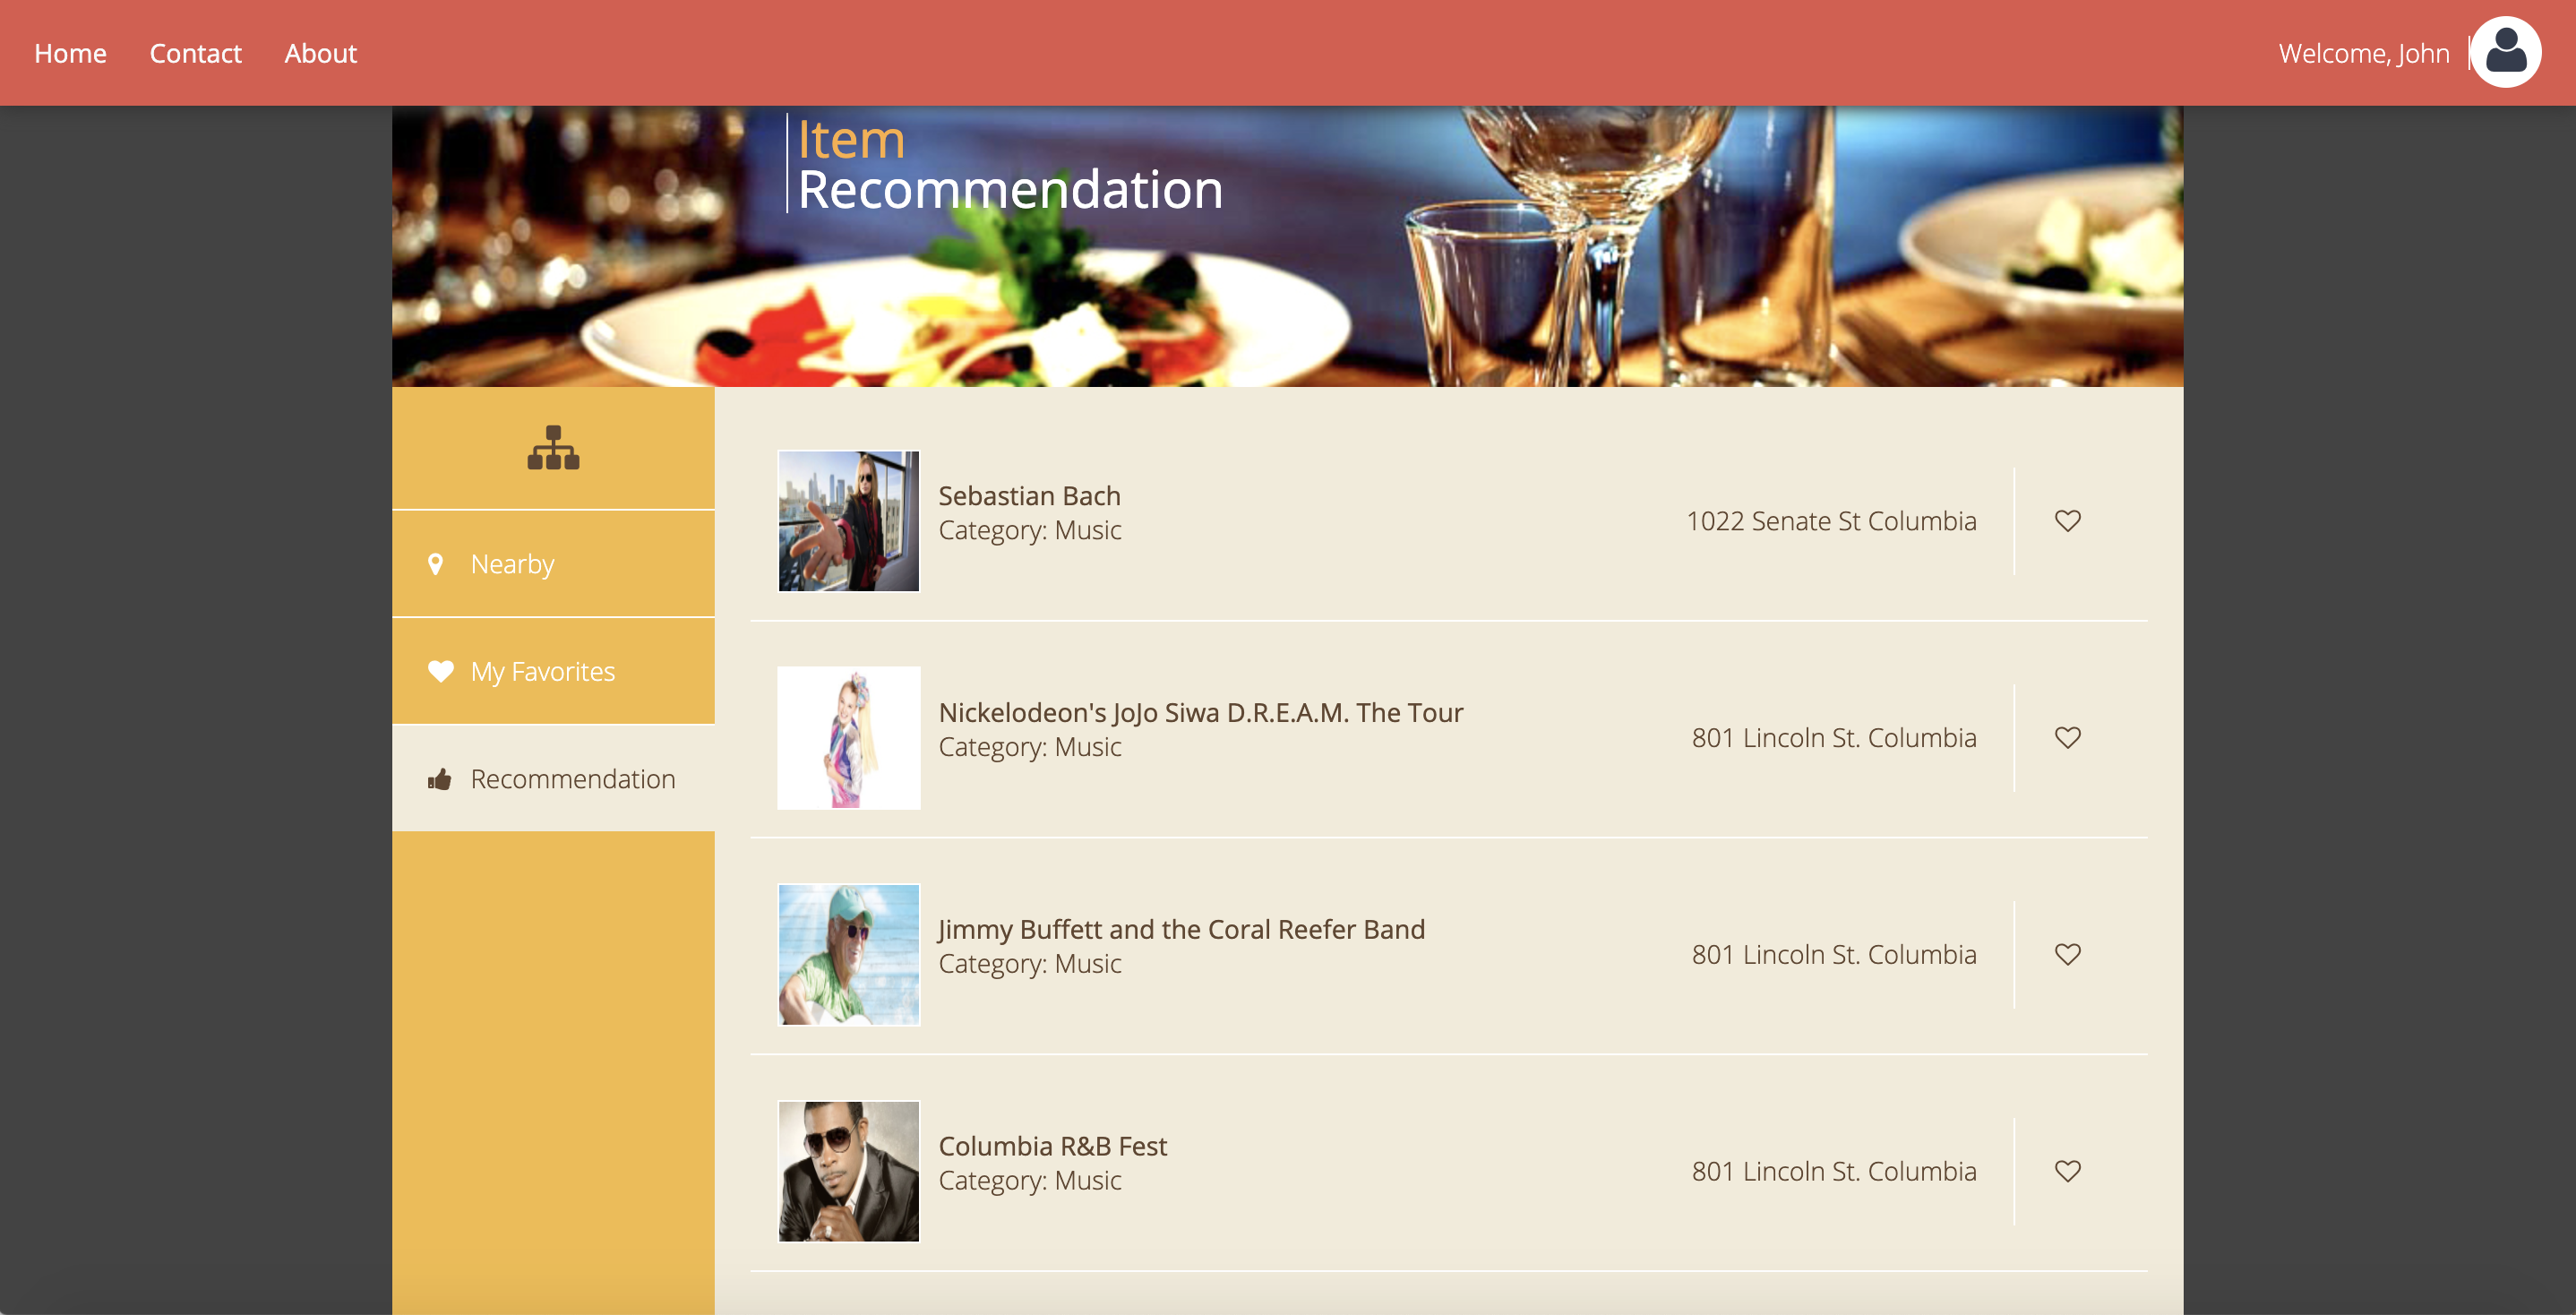 Home
Contact
About
Welcome, John
Item
Recommendation
Nearby
My Favorites
Recommendation
Sebastian Bach
Category: Music
1022 Senate St Columbia
Nickelodeon's JoJo Siwa D.R.E.A.M. The Tour
Category: Music
801 Lincoln St. Columbia
Jimmy Buffett and the Coral Reefer Band
Category: Music
801 Lincoln St. Columbia
Columbia R&B Fest
Category: Music
801 Lincoln St. Columbia